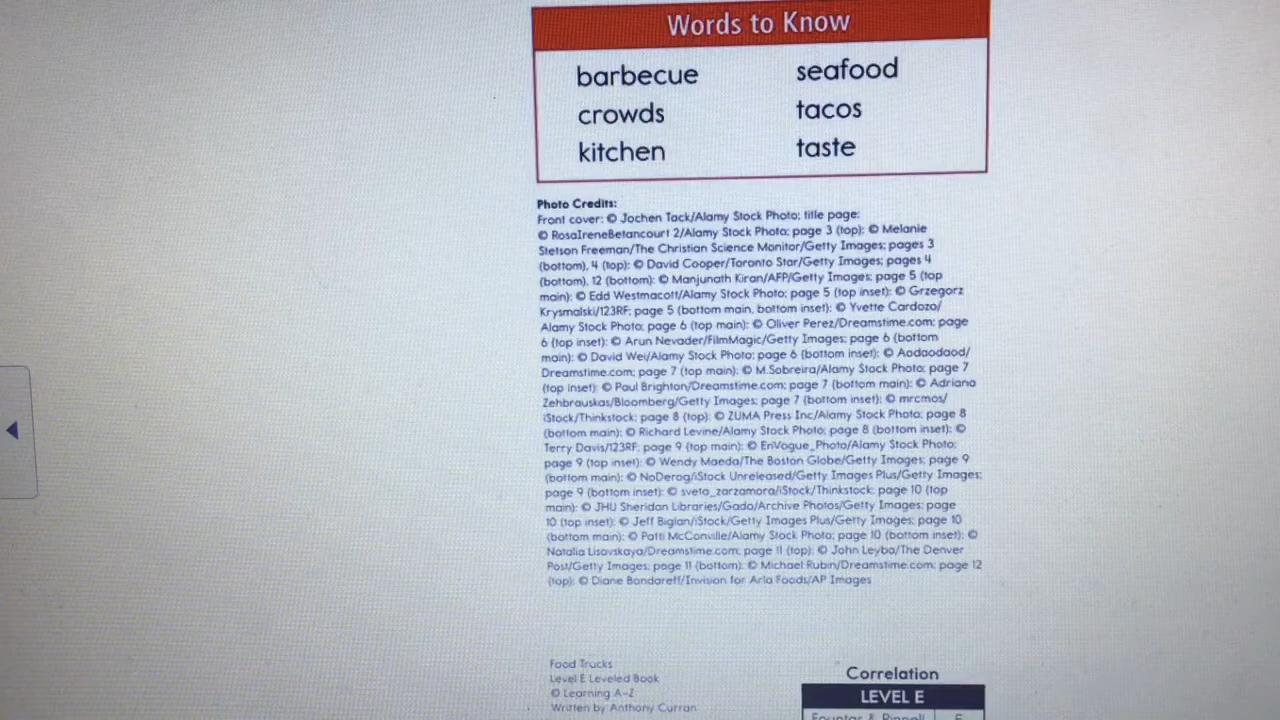 Words to Know
barbecue seafood
crowds tacos
kitchen taste
Photo Credits:
Front cover: © Jochen Tack/Alamy Stock Photo; title page:
© RosaIreneBetancourt 2/Alamy Stock Photo; page 3 (top): © Melanie
Stetson Freeman/The Christian Science Monitor/Getty Images; pages 3
(bottom), 4 (top): © David Cooper/Toronto Star/Getty Images; pages 4
(bottom), 12 (bottom): © Manjunath Kiran/AFP/Getty Images; page 5 (top
main): © Edd Westmacott/Alamy Stock Photo; page 5 (top inset): © Grzegorz
Krysmalski/123RF; page 5 (bottom main, bottom inset): © Yvette Cardozo/
Alamy Stock Photo; page 6 (top main): © Oliver Perez/Dreamstime.com; page
6 (top inset): © Arun Nevader/FilmMagic/Getty Images; page 6 (bottom
main): © David Wei/Alamy Stock Photo; page 6 (bottom inset): © Aodaodaod/
Dreamstime.com; page 7 (top main): © M.Sobreira/Alamy Stock Photo; page 7
(top inset): © Paul Brighton/Dreamstime.com; page 7 (bottom main): © Adriana
Zehbrauskas/Bloomberg/Getty Images; page 7 (bottom inset): © mrcmos/
iStock/Thinkstock; page 8 (top): © ZUMA Press Inc/Alamy Stock Photo; page 8
(bottom main): © Richard Levine/Alamy Stock Photo; page 8 (bottom inset): ©
Terry Davis/123RF; page 9 (top main): © EnVogue_Photo/Alamy Stock Photo;
page 9 (top inset): © Wendy Maeda/The Boston Globe/Getty Images; page 9
(bottom main): © NoDerog/iStock Unreleased/Getty Images Plus/Getty Images;
page 9 (bottom inset): © sveta_zarzamora/iStock/Thinkstock; page 10 (top
main): © JHU Sheridan Libraries/Gado/Archive Photos/Getty Images; page
10 (top inset): © Jeff Biglan/iStock/Getty Images Plus/Getty Images; page 10
(bottom main): © Patti McConville/Alamy Stock Photo; page 10 (bottom inset): ©
Natalia Lisovskaya/Dreamstime.com; page 11 (top): © John Leyba/The Denver
Post/Getty Images; page 11 (bottom): © Michael Rubin/Dreamstime.com; page 12
(top): © Diane Bondareff/Invision for Arla Foods/AP Images
Food Trucks
Level E Leveled Book
© Learning A–Z
Written by Anthony Curran
Correlation
LEVEL E
Fountas & Pinnell E